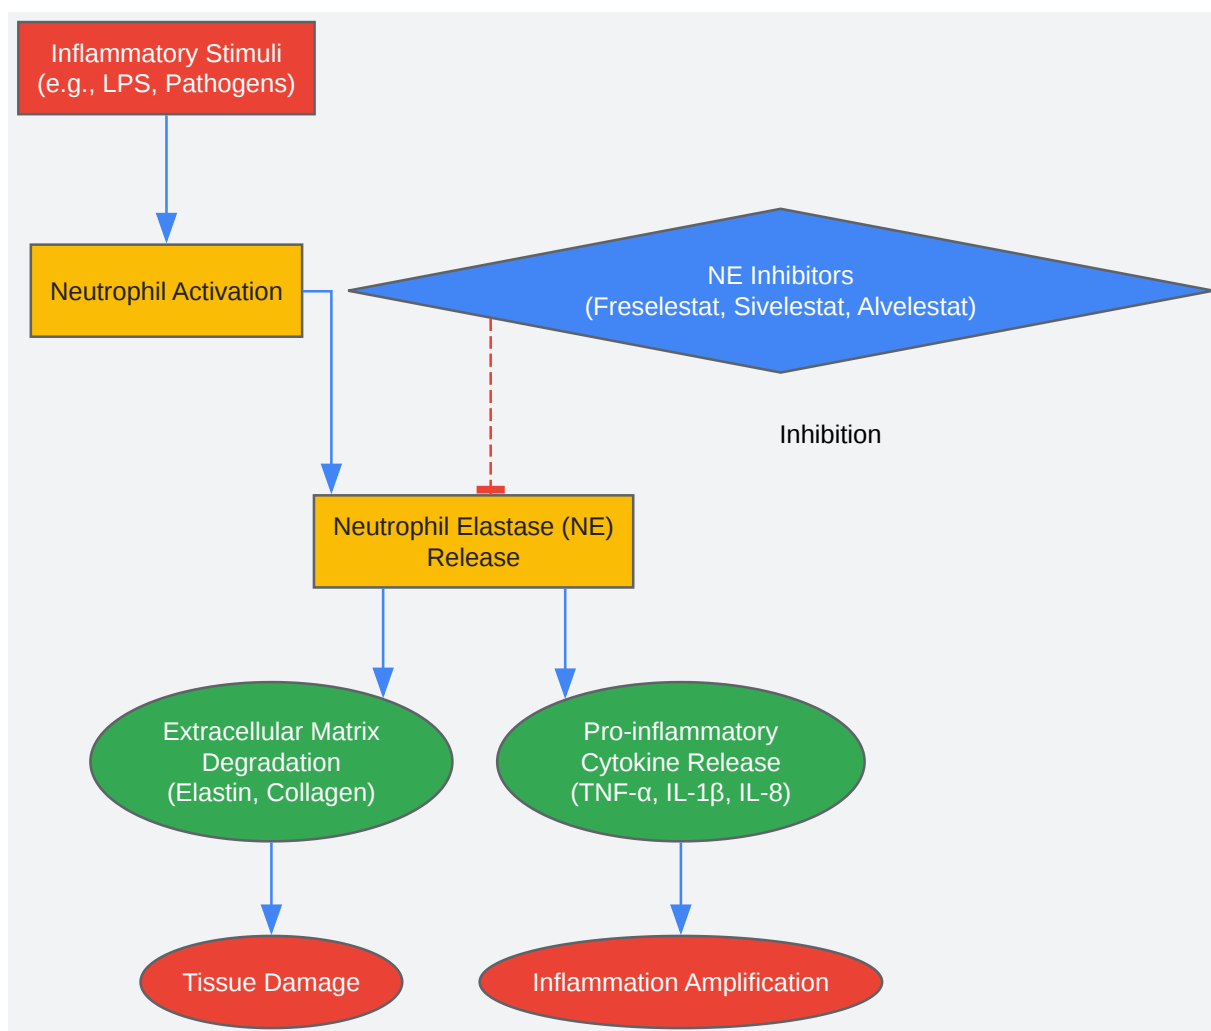 Inflammatory Stimuli
(e.g., LPS, Pathogens)
Neutrophil Activation
NE Inhibitors
(Freselestat, Sivelestat, Alvelestat)
Inhibition
Neutrophil Elastase (NE)
Release
Extracellular Matrix
Degradation
(Elastin, Collagen)
Pro-inflammatory
Cytokine Release
(TNF-α, IL-1β, IL-8)
Tissue Damage
Inflammation Amplification